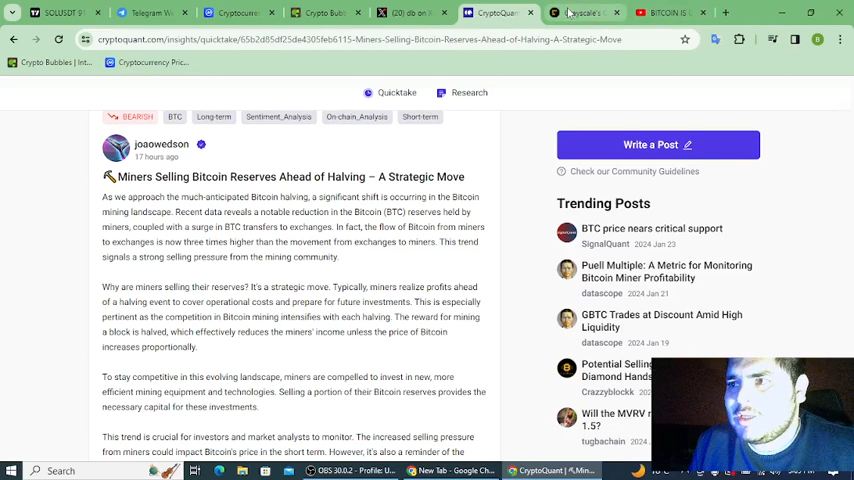 SOLUSDT 9
Telegram We
Cryptocurre
Crypto Bubb
(20) db on
CryptoQuan
ayscale's
BITCOIN IS
cryptoquant.com/insights/quicktake/65b2d85df25de4305feb6115-Miners-Selling-Bitcoin-Reserves-Ahead-of-Halving-A-Strategic-Move
B
Crypto Bubbles | Int...
Cryptocurrency Pric...
Quicktake
Research
BEARISH
BTC
Long-term
Sentiment_Analysis
On-chain_Analysis
Short-term
joaowedson
17 hours ago
Miners Selling Bitcoin Reserves Ahead of Halving – A Strategic Move
As we approach the much-anticipated Bitcoin halving, a significant shift is occurring in the Bitcoin
mining landscape. Recent data reveals a notable reduction in the Bitcoin (BTC) reserves held by
miners, coupled with a surge in BTC transfers to exchanges. In fact, the flow of Bitcoin from miners
to exchanges is now three times higher than the movement from exchanges to miners. This trend
signals a strong selling pressure from the mining community.
Why are miners selling their reserves? It's a strategic move. Typically, miners realize profits ahead
of a halving event to cover operational costs and prepare for future investments. This is especially
pertinent as the competition in Bitcoin mining intensifies with each halving. The reward for mining
a block is halved, which effectively reduces the miners' income unless the price of Bitcoin
increases proportionally.
To stay competitive in this evolving landscape, miners are compelled to invest in new, more
efficient mining equipment and technologies. Selling a portion of their Bitcoin reserves provides the
necessary capital for these investments.
This trend is crucial for investors and market analysts to monitor. The increased selling pressure
from miners could impact Bitcoin's price in the short term. However, it's also a reminder of the
Write a Post
Check our Community Guidelines
Trending Posts
BTC price nears critical support
SignalQuant 2024 Jan 23
Puell Multiple: A Metric for Monitoring
Bitcoin Miner Profitability
datascope 2024 Jan 21
GBTC Trades at Discount Amid High
Liquidity
datascope 2024 Jan 19
Potential Selling
Diamond Hands
Crazzyblockk
Will the MVRV
1.5?
tugbachain
Search
OBS 30.0.2 - Profile: U...
New Tab - Google Ch...
CryptoQuant |